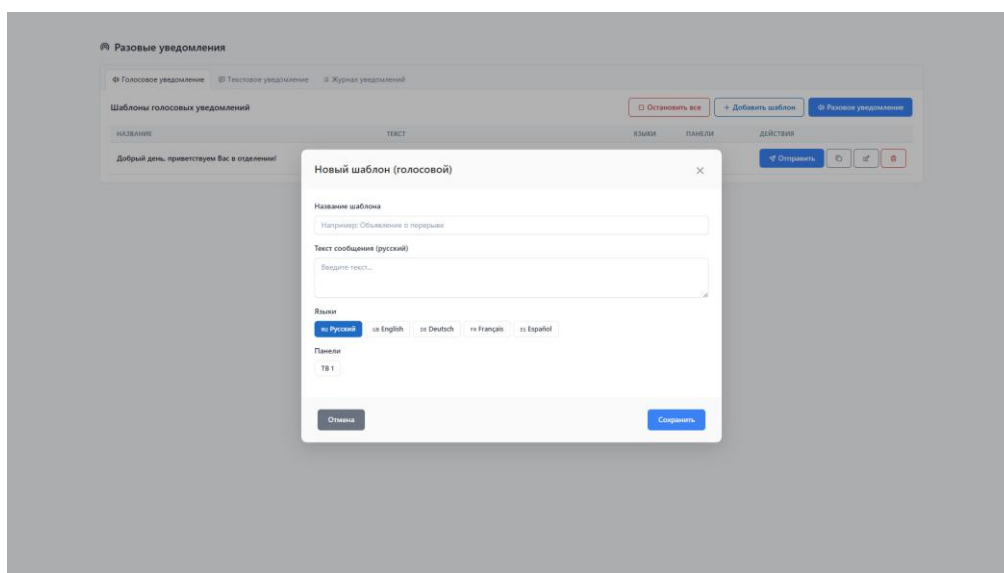 Разовые уведомления
Голосовое уведомление Текстовое уведомление Журнал уведомлений
Шаблоны голосовых уведомлений Остановить все + Добавить шаблон Разовое уведомление
НАЗВАНИЕ ТЕКСТ ЯЗЫКИ ПАНЕЛИ ДЕЙСТВИЯ
Добрый день, приветствуем Вас в отделении! Отправить
Новый шаблон (голосовой)
Название шаблона
Например: Объявление о перерыве
Текст сообщения (русский)
Введите текст...
Языки
RU Русский GB English DE Deutsch FR Français ES Español
Панели
ТВ 1
Отмена Сохранить